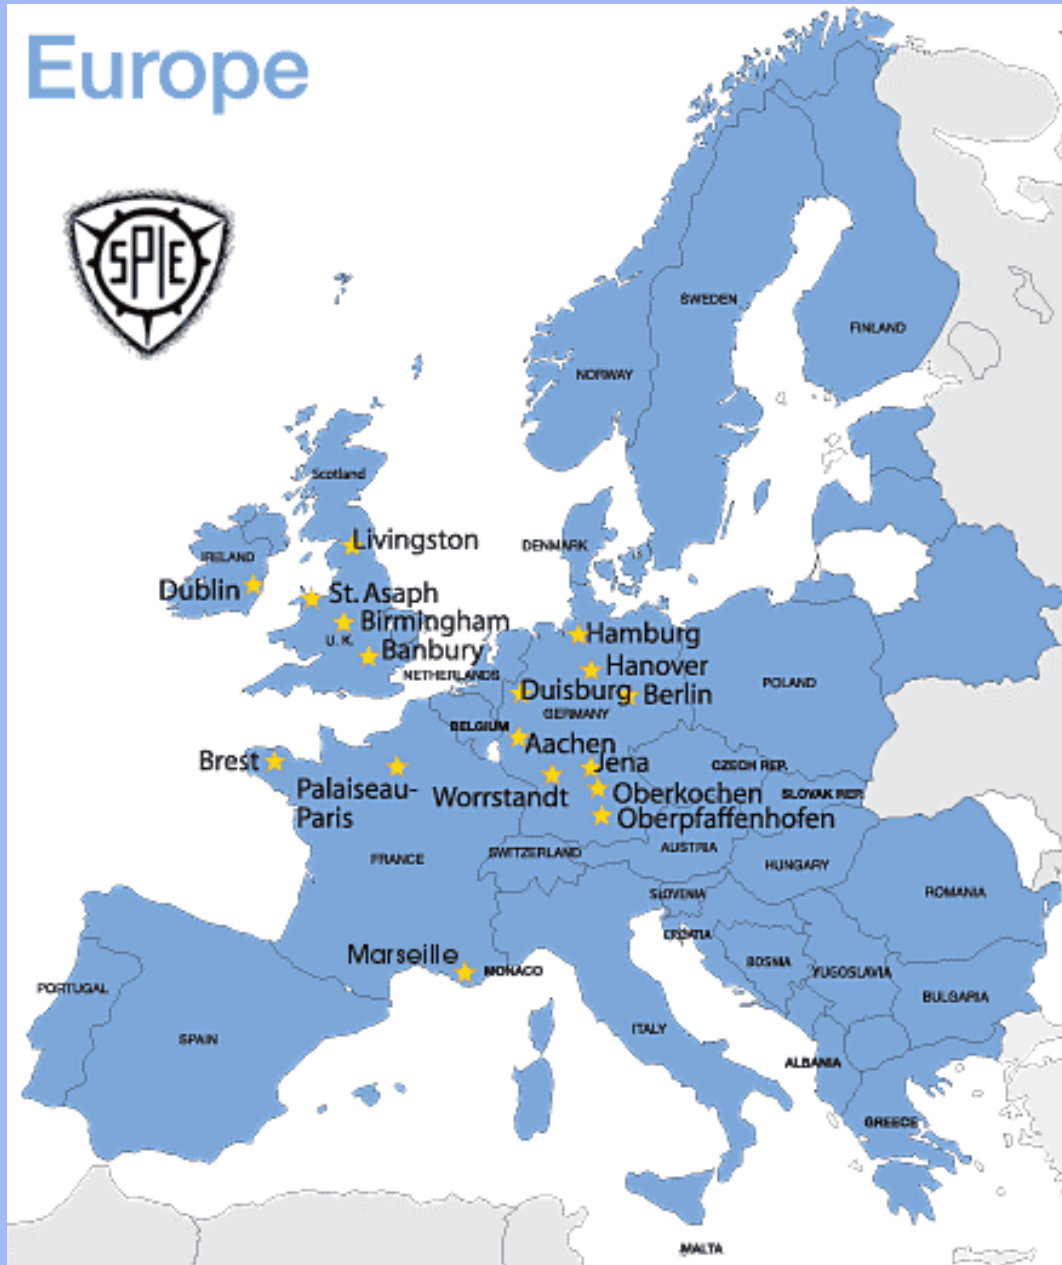 Europe
SPIE
SWEDEN
FINLAND
NORWAY
Scotland
Livingston
DENMARK
IRELAND
Dublin
St. Asaph
Birmingham
U. K.
Banbury
Hamburg
Hanover
NETHERLANDS
Duisburg
Berlin
POLAND
GERMANY
BELGIUM
Aachen
Brest
Jena
CZECH REP.
Palaiseau-
Paris
Worrstandt
Oberkochen
SLOVAK REP.
Oberpfaffenhofen
FRANCE
SWITZERLAND
AUSTRIA
HUNGARY
SLOVENIA
ROMANIA
CROATIA
Marseille
MONACO
BOSNIA
YUGOSLAVIA
PORTUGAL
BULGARIA
SPAIN
ITALY
ALBANIA
GREECE
MALTA